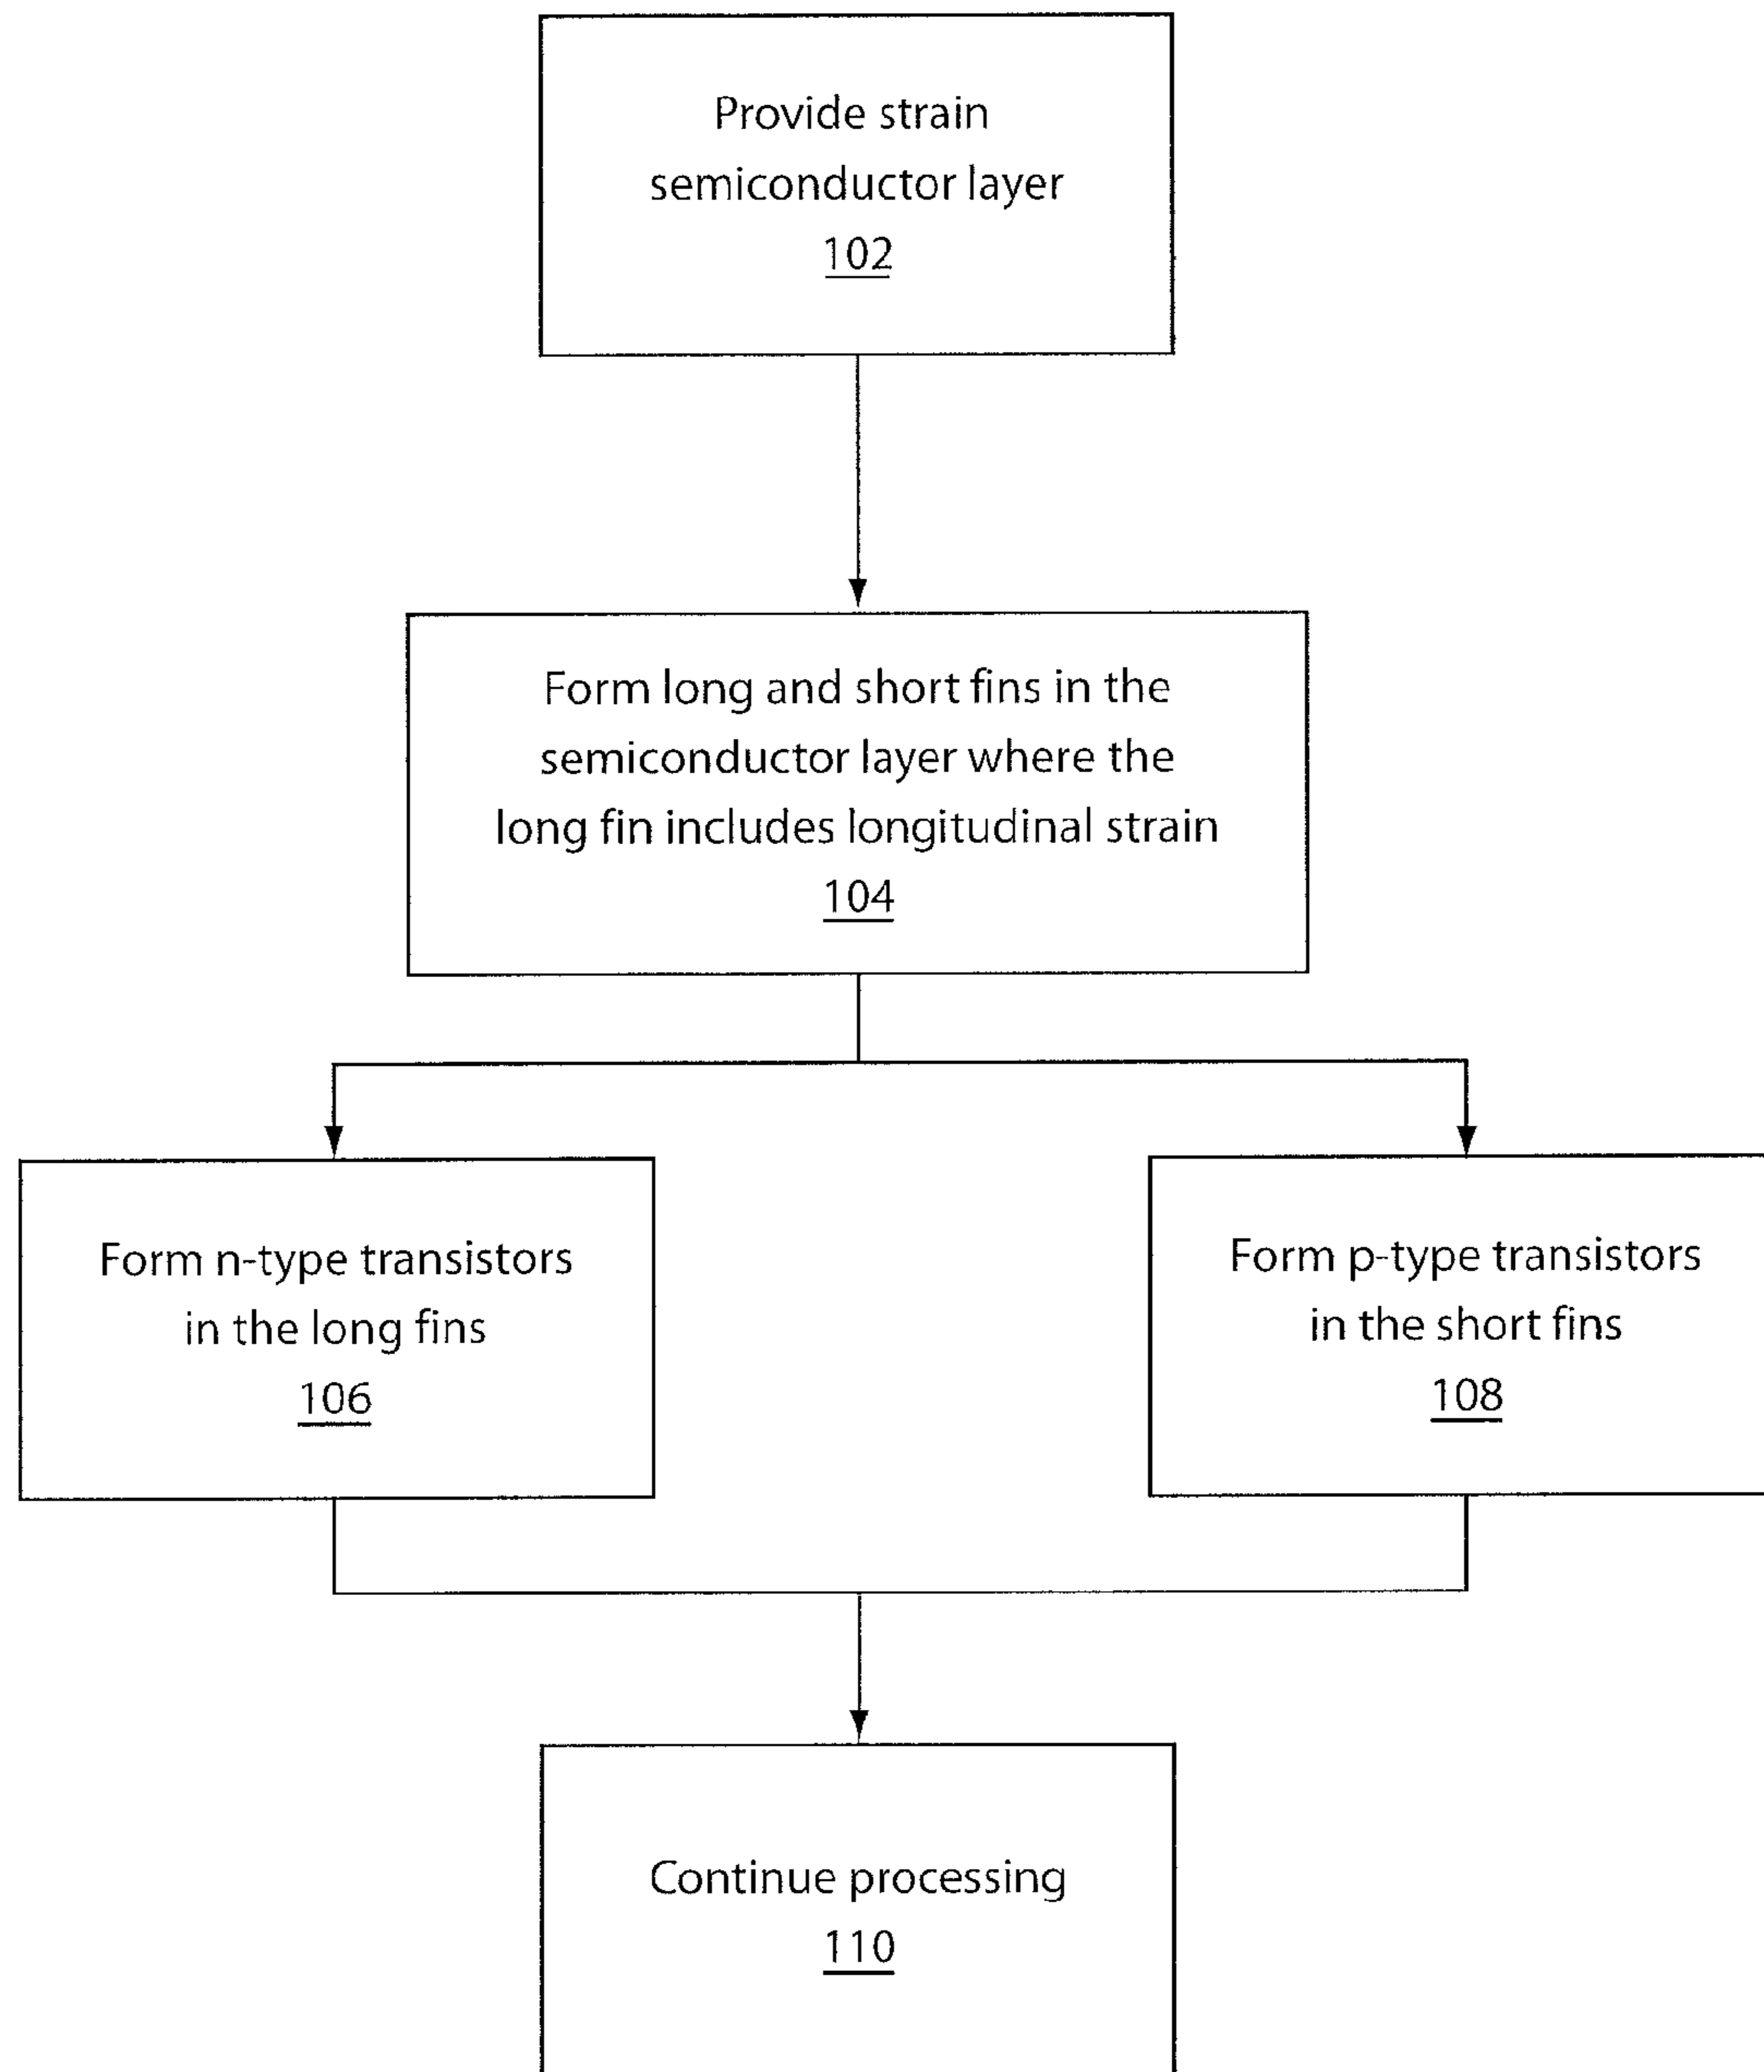 Provide strain
semiconductor layer
102
Form long and short fins in the
semiconductor layer where the
long fin includes longitudinal strain
104
Form n-type transistors
in the long fins
106
Form p-type transistors
in the short fins
108
Continue processing
110